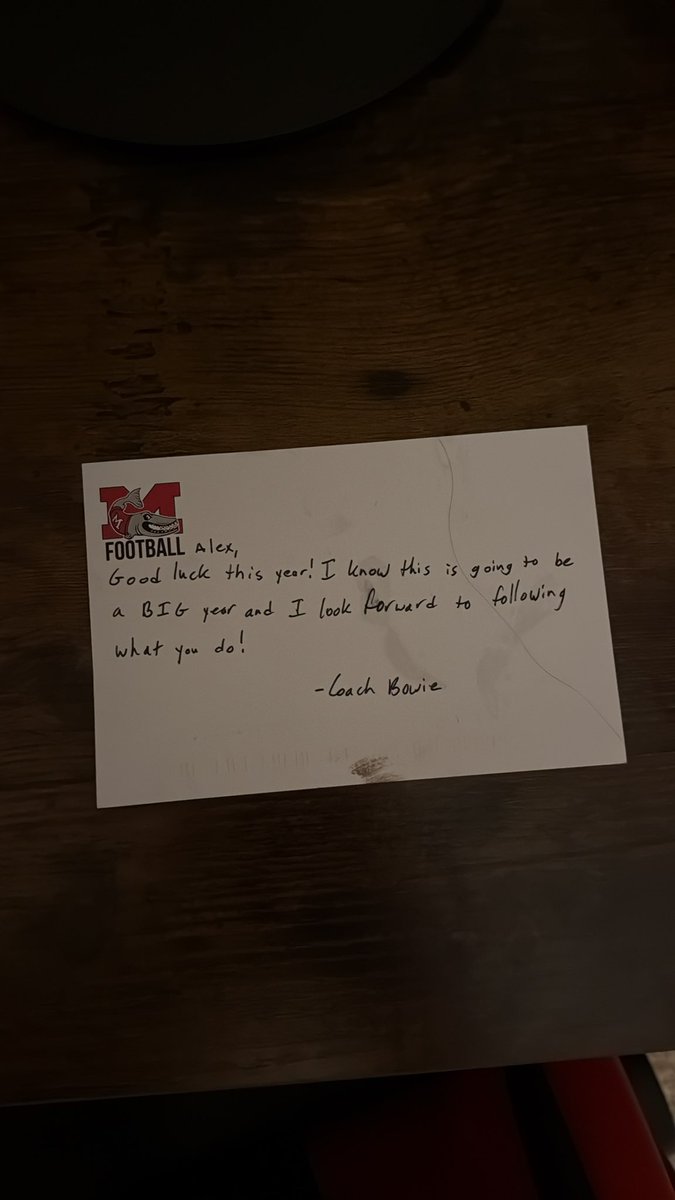 M
M
FOOTBALL Alex,
Good luck this year! I know this is going to be
a BIG year and I look forward to following
what you do!
-Coach Bowie